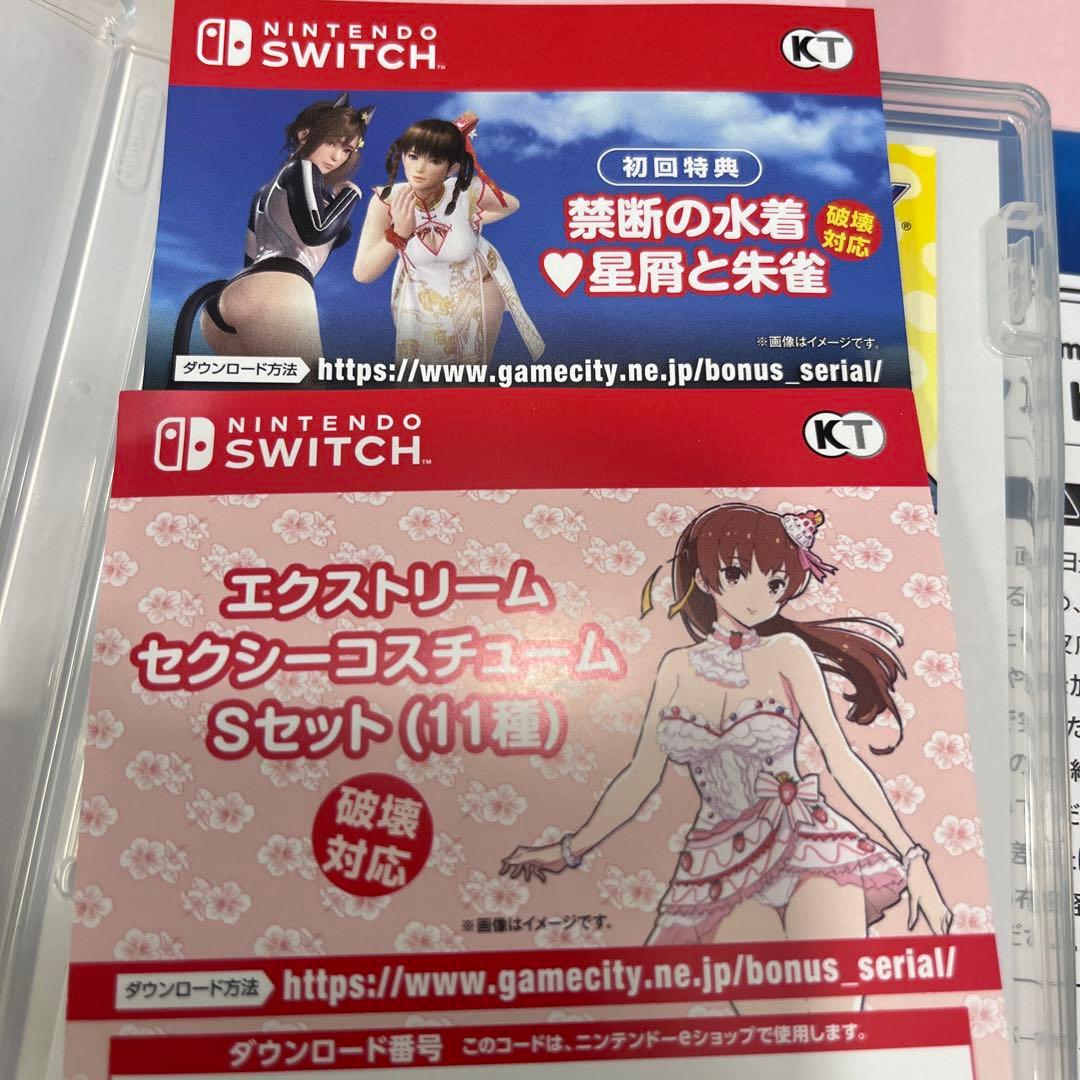 NINTENDO
SWITCH™
KT
初回特典
禁断の水着
♥星屑と朱雀
破壊
対応
®
※画像はイメージです。
ダウンロード方法 https://www.gamecity.ne.jp/bonus_serial/
NINTENDO
SWITCH™
KT
エクストリーム
セクシーコスチューム
Sセット(11種)
破壊
対応
※画像はイメージです。
ダウンロード方法 https://www.gamecity.ne.jp/bonus_serial/
ダウンロード番号 このコードは、ニンテンドーeショップで使用します。